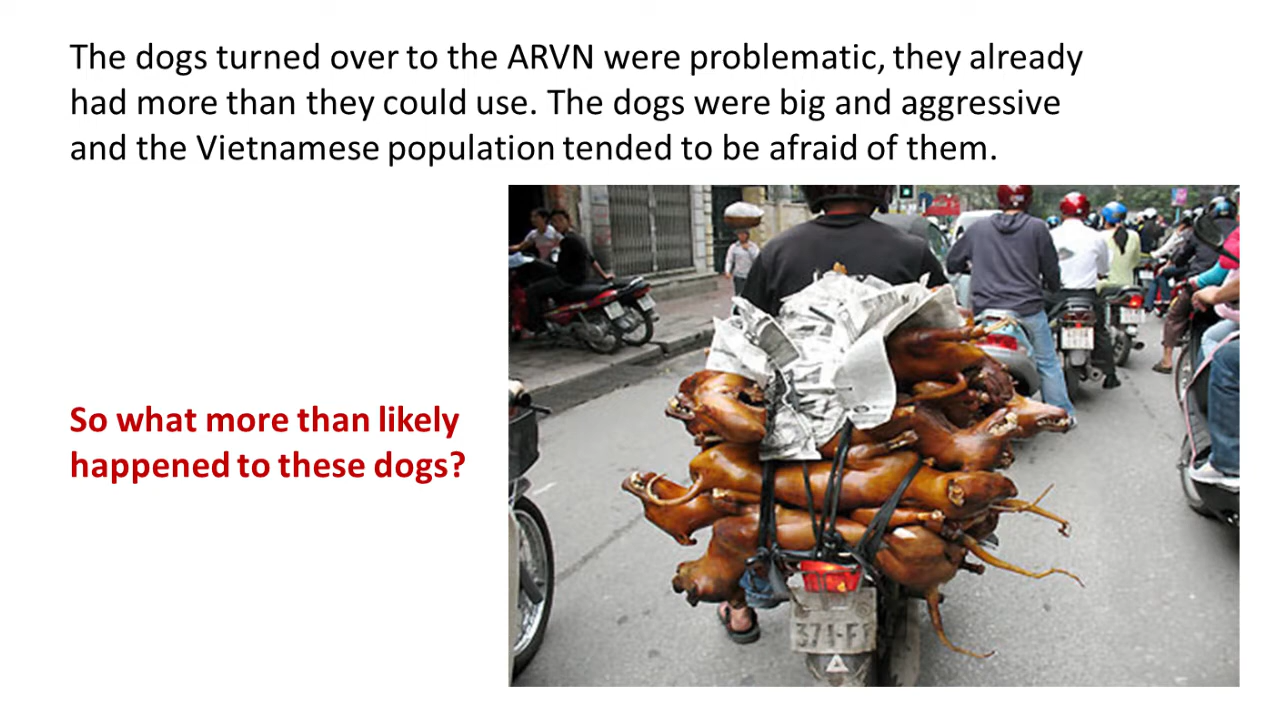 The dogs turned over to the ARVN were problematic, they already
had more than they could use. The dogs were big and aggressive
and the Vietnamese population tended to be afraid of them.
So what more than likely
happened to these dogs?